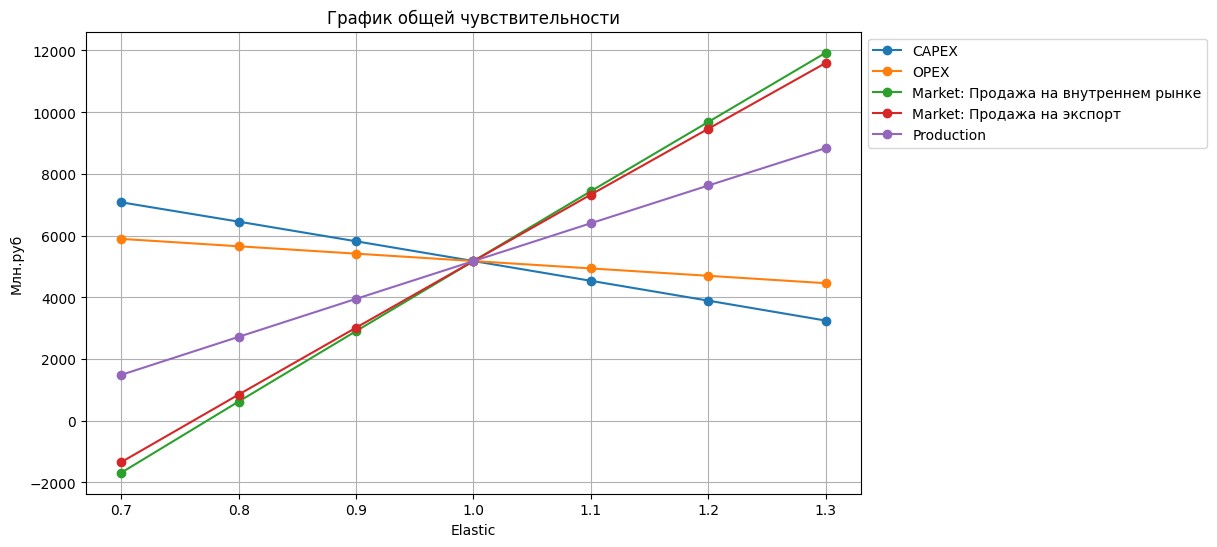 График общей чувствительности
Млн.руб
12000
10000
8000
6000
4000
2000
0
−2000
0.7 0.8 0.9 1.0 1.1 1.2 1.3
Elastic
CAPEX
OPEX
Market: Продажа на внутреннем рынке
Market: Продажа на экспорт
Production